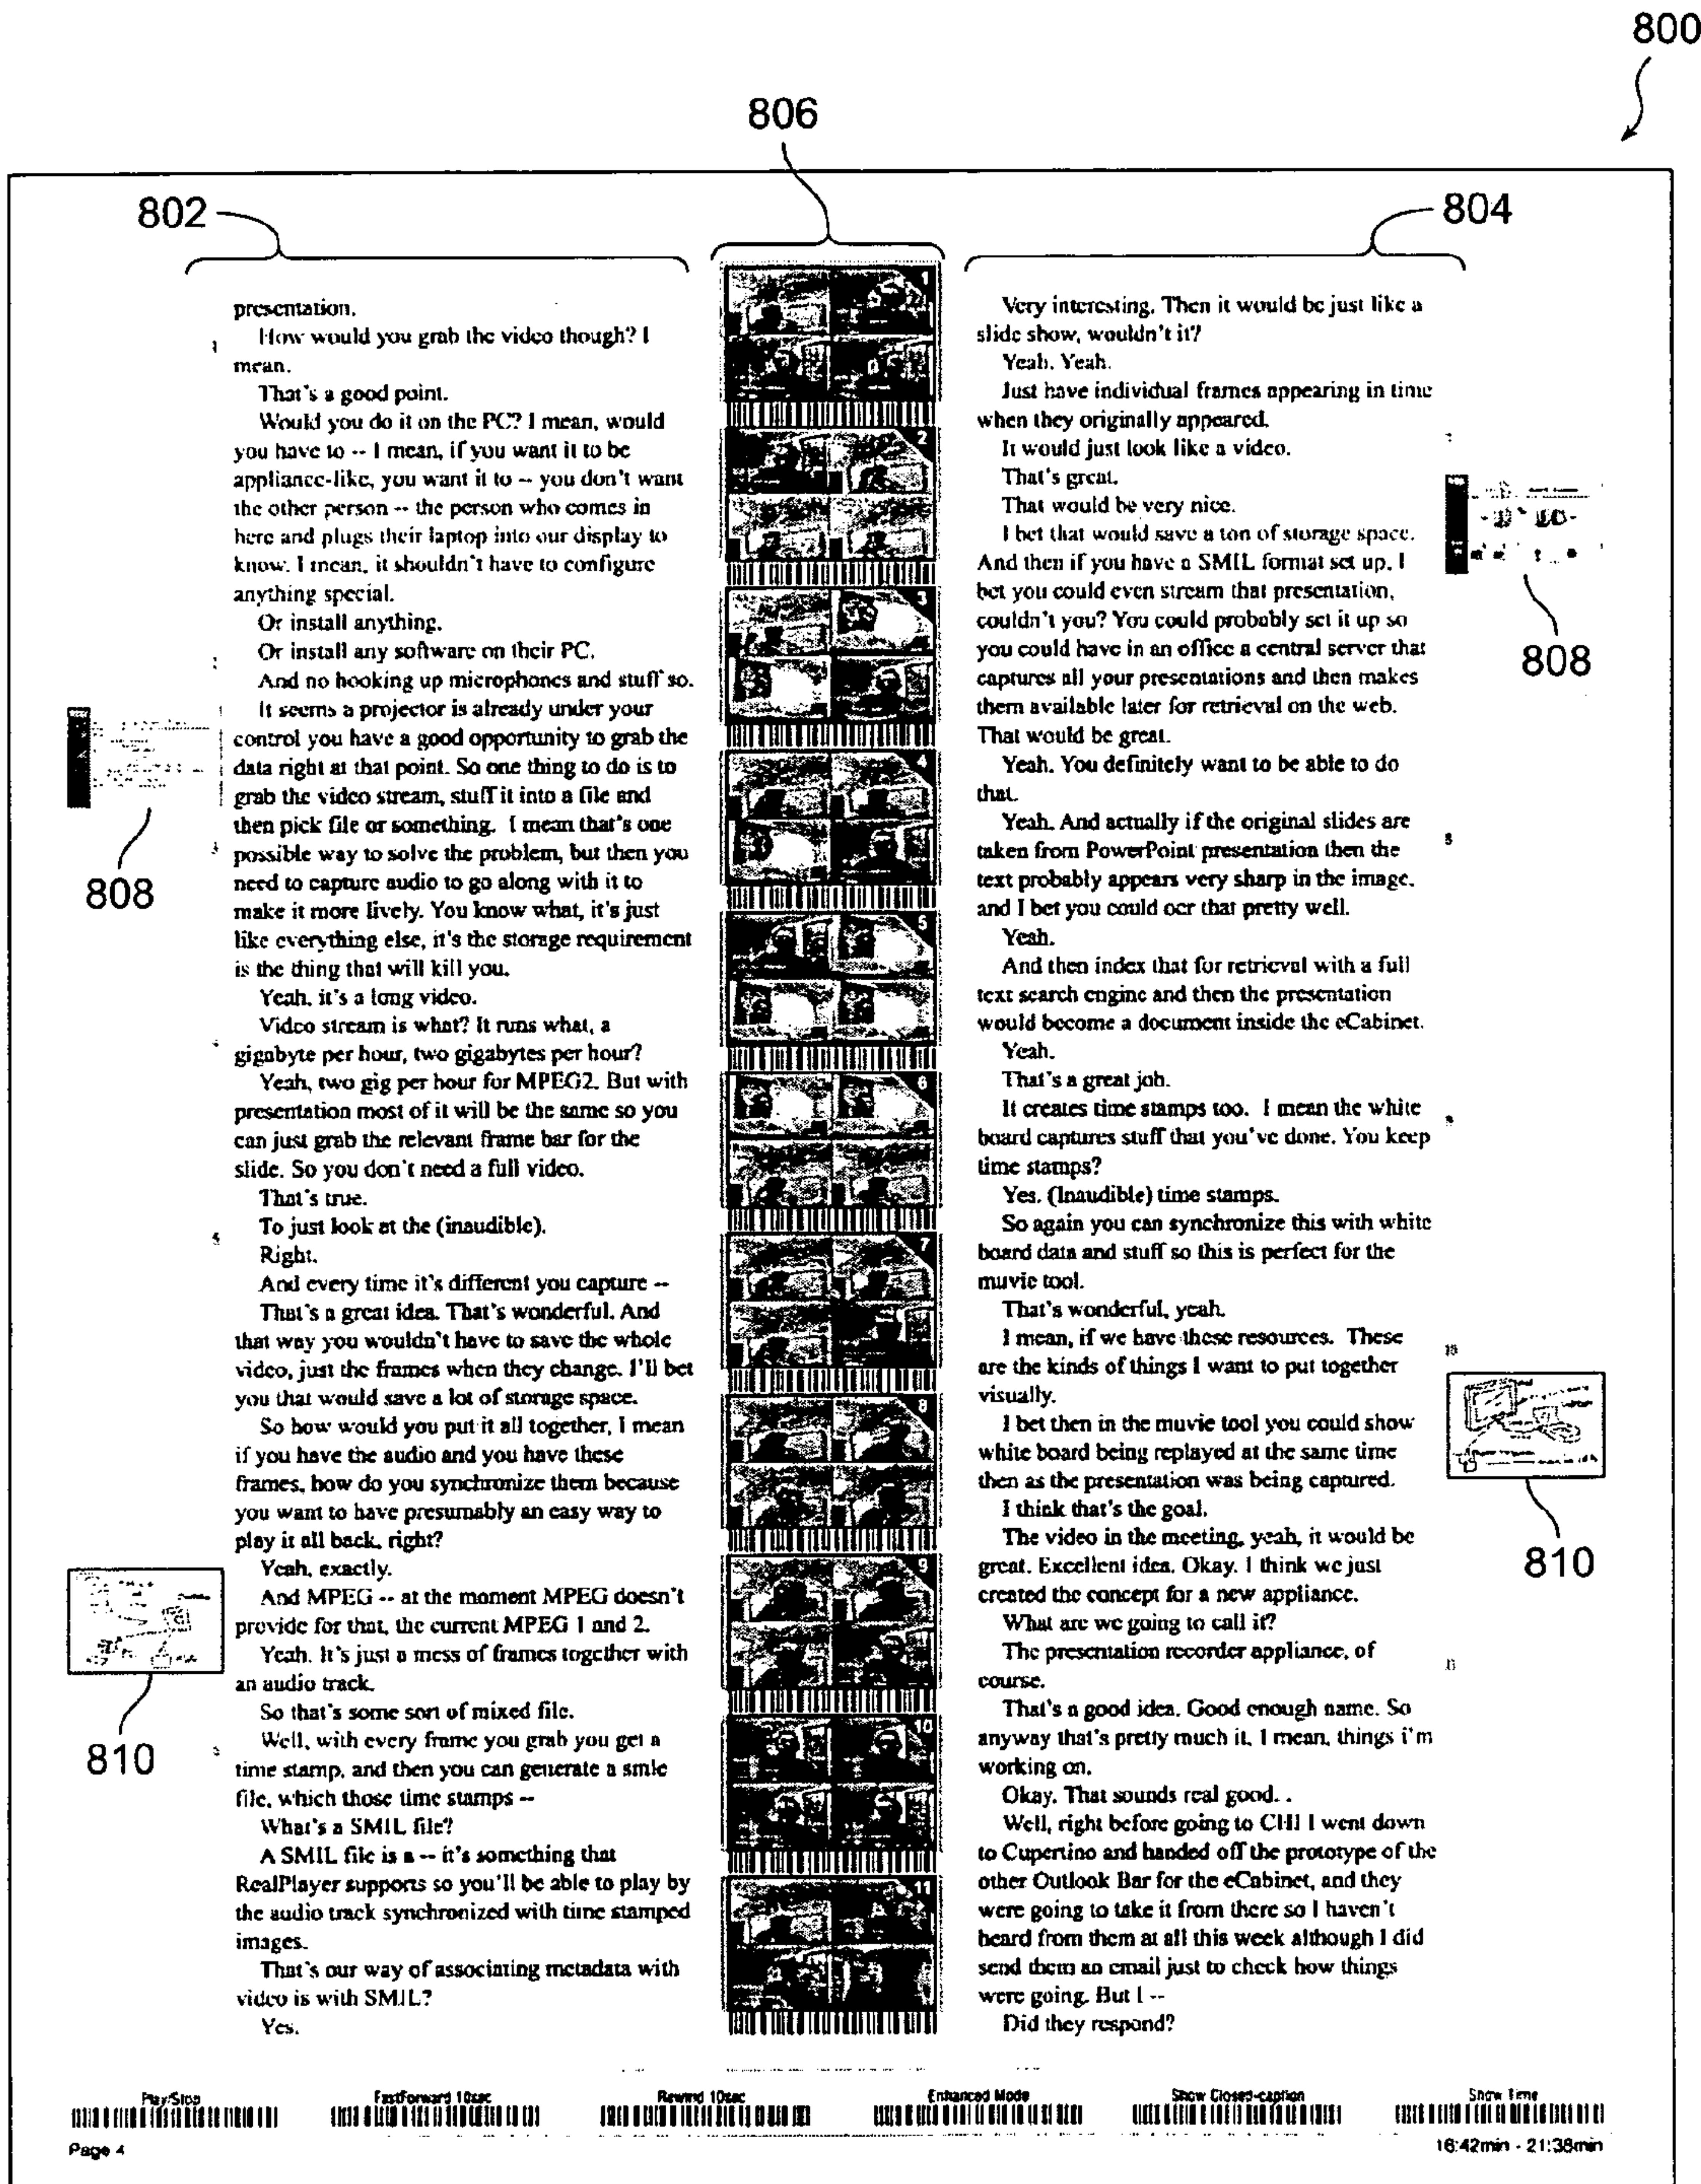 800
806
802
804
presentation.
How would you grab the video though? I
mean.
That's a good point.
Would you do it on the PC? I mean, would
you have to -- I mean, if you want it to be
appliance-like, you want it to -- you don't want
the other person -- the person who comes in
here and plugs their laptop into our display to
know. I mean, it shouldn't have to configure
anything special.
Or install anything.
Or install any software on their PC.
And no hooking up microphones and stuff so.
It seems a projector is already under your
control you have a good opportunity to grab the
data right at that point. So one thing to do is to
grab the video stream, stuff it into a file and
then pick file or something. I mean that's one
possible way to solve the problem, but then you
need to capture audio to go along with it to
make it more lively. You know what, it's just
like everything else, it's the storage requirement
is the thing that will kill you.
Yeah, it's a long video.
Video stream is what? It runs what, a
gigabyte per hour, two gigabytes per hour?
Yeah, two gig per hour for MPEG2. But with
presentation most of it will be the same so you
can just grab the relevant frame bar for the
slide. So you don't need a full video.
That's true.
To just look at the (inaudible).
Right.
And every time it's different you capture --
That's a great idea. That's wonderful. And
that way you wouldn't have to save the whole
video, just the frames when they change. I'll bet
you that would save a lot of storage space.
So how would you put it all together, I mean
if you have the audio and you have these
frames, how do you synchronize them because
you want to have presumably an easy way to
play it all back, right?
Yeah, exactly.
And MPEG -- at the moment MPEG doesn't
provide for that, the current MPEG 1 and 2.
Yeah. It's just a mess of frames together with
an audio track.
So that's some sort of mixed file.
Well, with every frame you grab you get a
time stamp, and then you can generate a smle
file, which those time stamps --
What's a SMIL file?
A SMIL file is a -- it's something that
RealPlayer supports so you'll be able to play by
the audio track synchronized with time stamped
images.
That's our way of associating metadata with
video is with SMIL?
Yes.
808
810
1
2
3
4
5
6
7
8
9
10
11
Very interesting. Then it would be just like a
slide show, wouldn't it?
Yeah. Yeah.
Just have individual frames appearing in time
when they originally appeared.
It would just look like a video.
That's great.
That would be very nice.
I bet that would save a ton of storage space.
And then if you have a SMIL format set up, I
bet you could even stream that presentation,
couldn't you? You could probably set it up so
you could have in an office a central server that
captures all your presentations and then makes
them available later for retrieval on the web.
That would be great.
Yeah. You definitely want to be able to do
that.
Yeah. And actually if the original slides are
taken from PowerPoint presentation then the
text probably appears very sharp in the image,
and I bet you could ocr that pretty well.
Yeah.
And then index that for retrieval with a full
text search engine and then the presentation
would become a document inside the eCabinet.
Yeah.
That's a great job.
It creates time stamps too. I mean the white
board captures stuff that you've done. You keep
time stamps?
Yes. (Inaudible) time stamps.
So again you can synchronize this with white
board data and stuff so this is perfect for the
muvie tool.
That's wonderful, yeah.
I mean, if we have these resources. These
are the kinds of things I want to put together
visually.
I bet then in the muvie tool you could show
white board being replayed at the same time
then as the presentation was being captured.
I think that's the goal.
The video in the meeting, yeah, it would be
great. Excellent idea. Okay. I think we just
created the concept for a new appliance.
What are we going to call it?
The presentation recorder appliance, of
course.
That's a good idea. Good enough name. So
anyway that's pretty much it, I mean, things i'm
working on.
Okay. That sounds real good. .
Well, right before going to CHI I went down
to Cupertino and handed off the prototype of the
other Outlook Bar for the eCabinet, and they
were going to take it from there so I haven't
heard from them at all this week although I did
send them an email just to check how things
were going. But I --
Did they respond?
808
810
Play/Stop
Fastforward 10sec
Rewind 10sec
Enhanced Mode
Show Closed-caption
Show Time
Page 4
16:42min - 21:38min